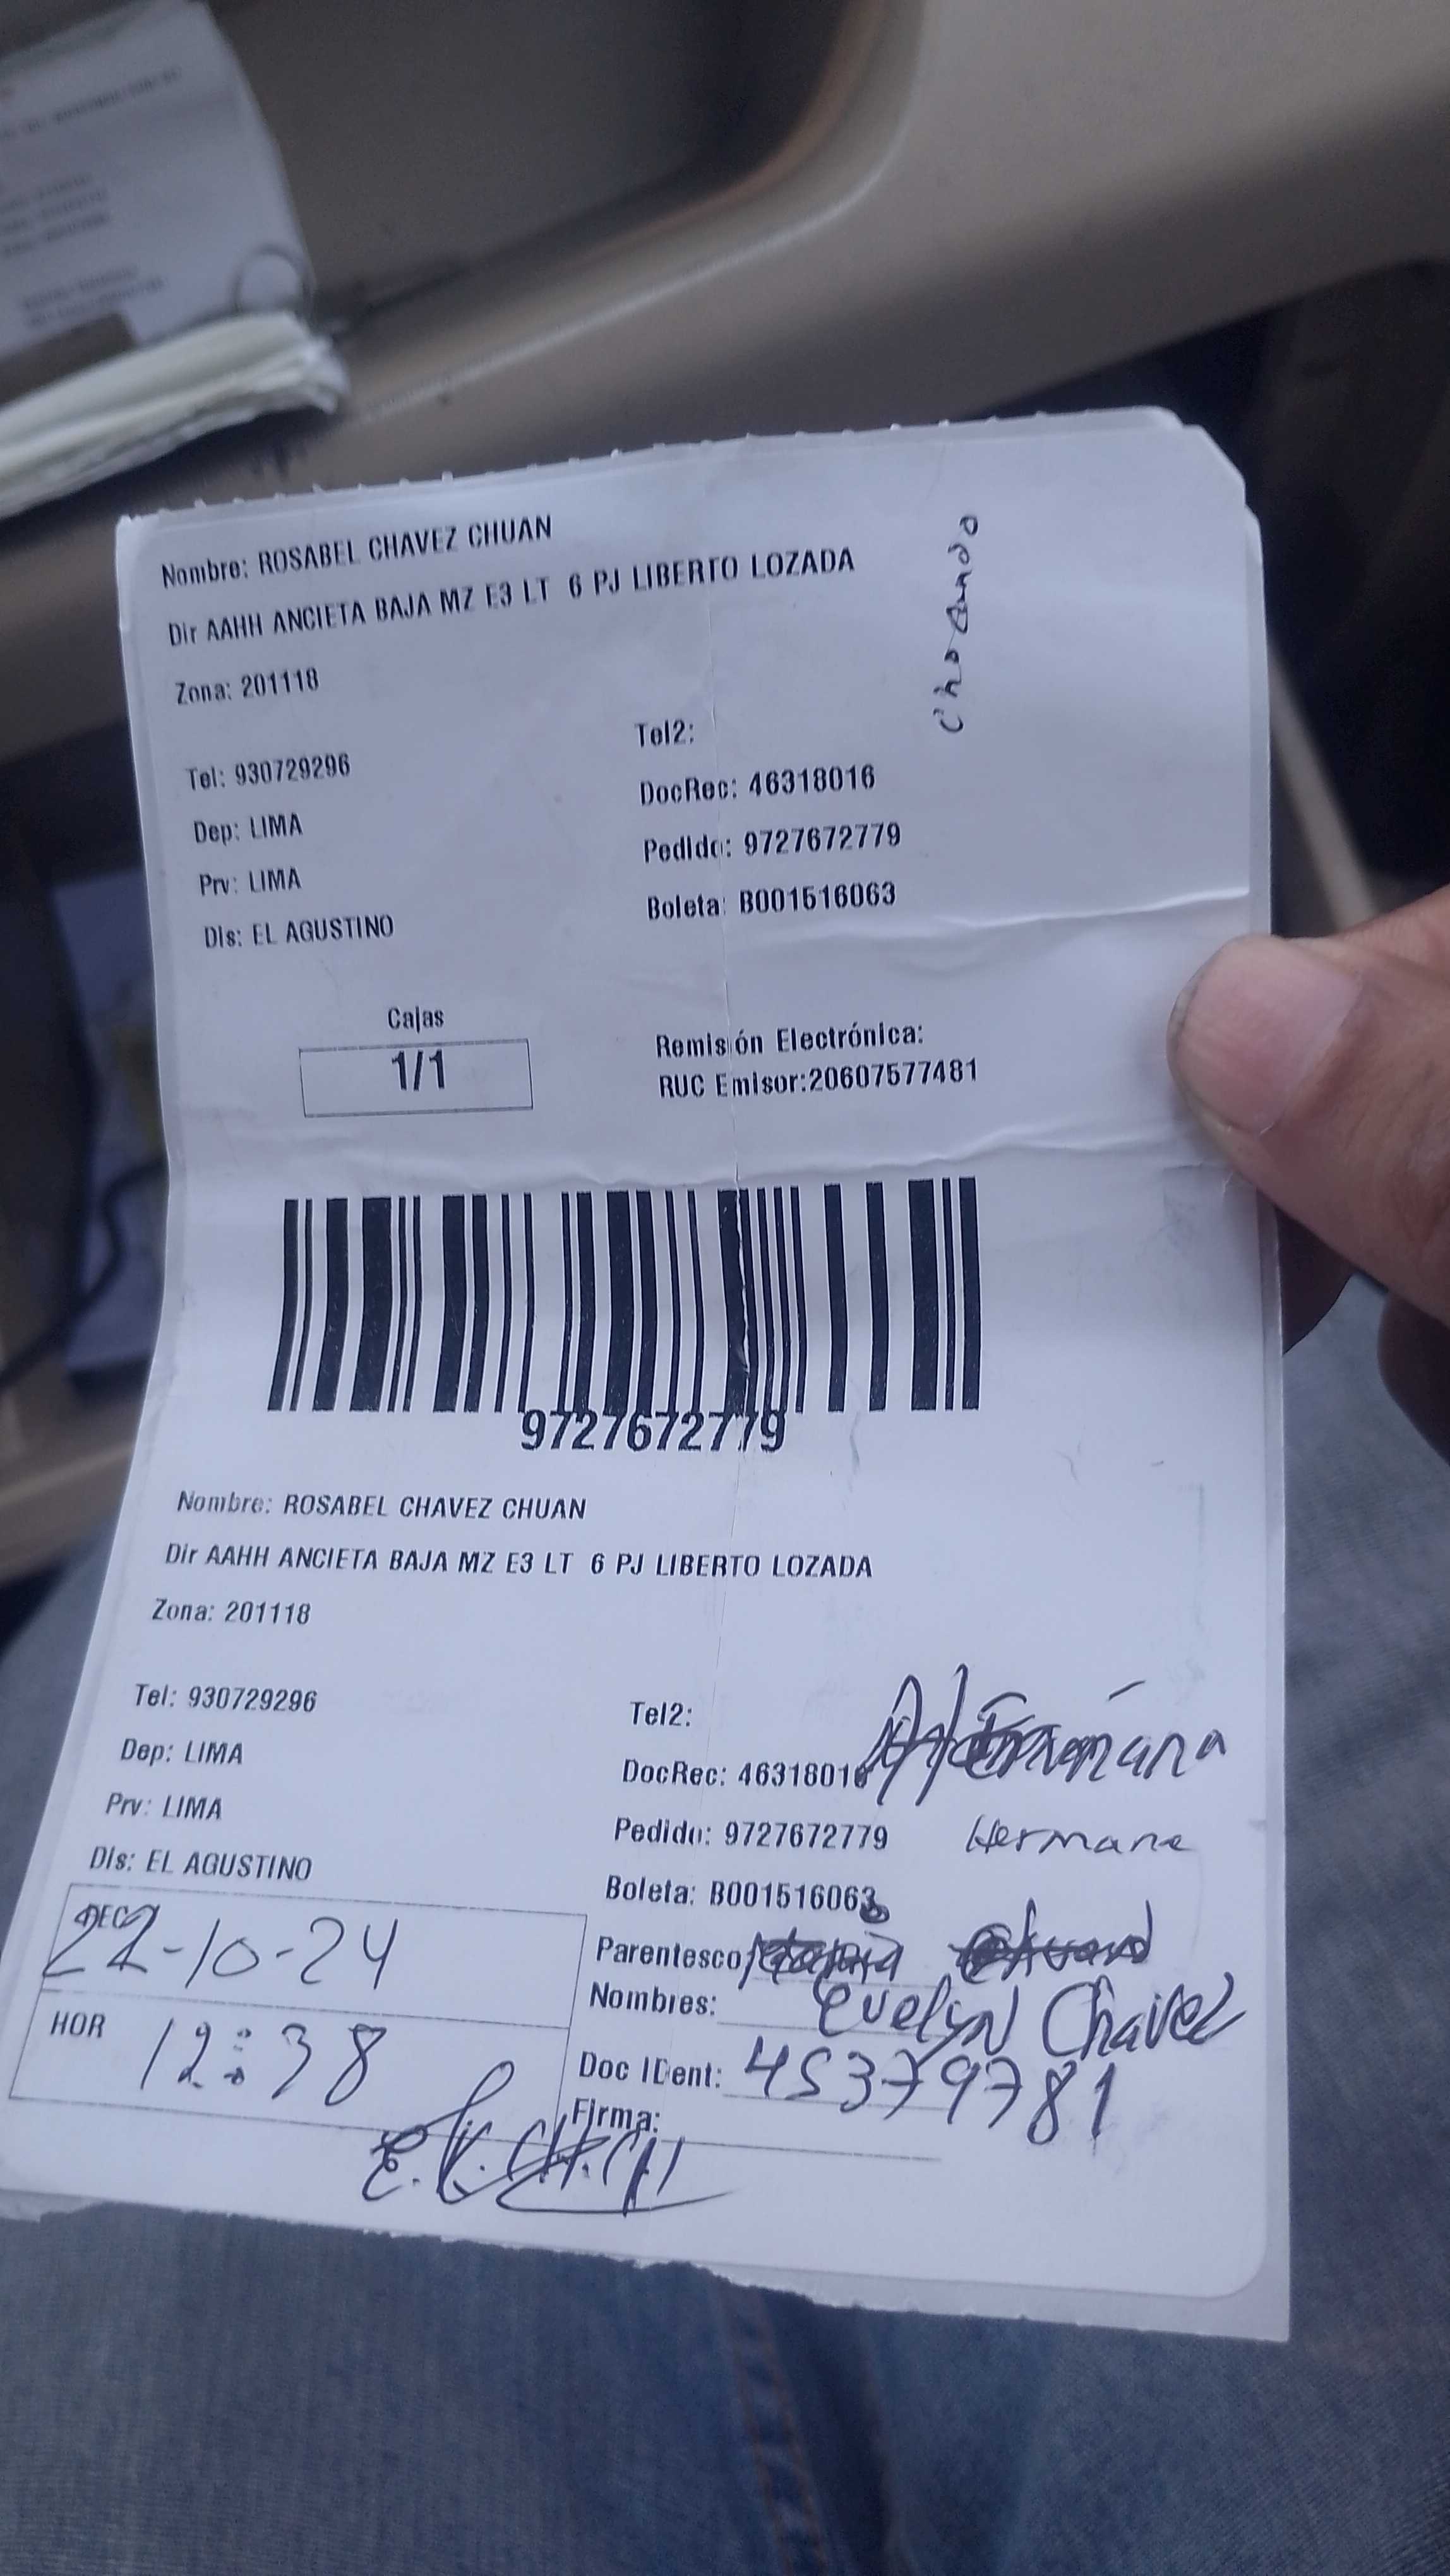 Nombre: ROSABEL CHAVEZ CHUAN
Dir AAHH ANCIETA BAJA MZ E3 LT 6 PJ LIBERTO LOZADA
Zona: 201118
Tel: 930729296
Tel2:
DocRec: 46318016
Dep: LIMA
Pedido: 9727672779
Prv: LIMA
Boleta: B001516063
Dis: EL AGUSTINO
Cajas
1/1
Remisión Electrónica:
RUC Emisor:20607577481
9727672779
Nombre: ROSABEL CHAVEZ CHUAN
Dir AAHH ANCIETA BAJA MZ E3 LT 6 PJ LIBERTO LOZADA
Zona: 201118
Tel: 930729296
Tel2:
Dep: LIMA
DocRec: 46318016
Prv: LIMA
Pedido: 9727672779
Hermana
Dis: EL AGUSTINO
Boleta: B001516063
22-10-24
Parentesco
Nombres: Evelyn Chavez
HOR 12:38
Doc IDent: 45379781
Firma: